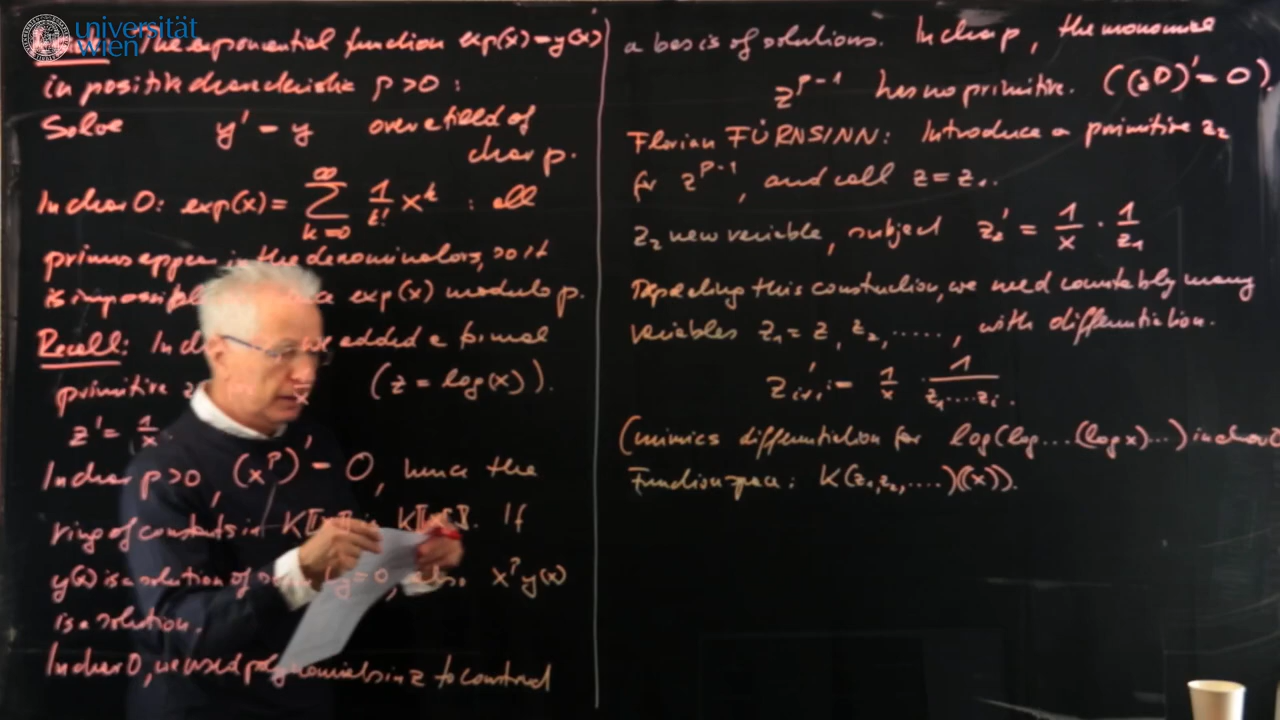 universität
wien
The exponential function exp(x) = y(x)
in positive characteristic p > 0 :
Solve y' = y over a field of
char p.
In char 0: exp(x) = ∑_{k=0}^{∞} 1/k! x^k : all
primes appear in the denominators, so it
is impossible exp(x) modulo p.
Recall: In we added a formal
primitive z (z = log(x)).
z' = 1/x.
In char p > 0, (x^p)' = 0, hence the
ring of constants in K[[x]] is K[[x^p]]. If
y(x) is a solution of Ly = 0, also x^p y(x)
is a solution.
In char 0, we used polynomials in z to construct
a basis of solutions. In char p, the monomial
z^{p-1} has no primitive. ((z^p)' = 0).
Florian FÜRNSINN: Introduce a primitive z_2
for z^{p-1}, and call z = z_1.
z_2 new variable, subject z_2' = 1/x · 1/z_1
Repeating this construction, we need countably many
variables z_1 = z, z_2, ....., with differentiation.
z_{i+1}' = 1/x · 1/(z_1....z_i).
(mimics differentiation for log(log...(log x)...) in char 0
Function space: K(z_1,z_2,....)((x)).